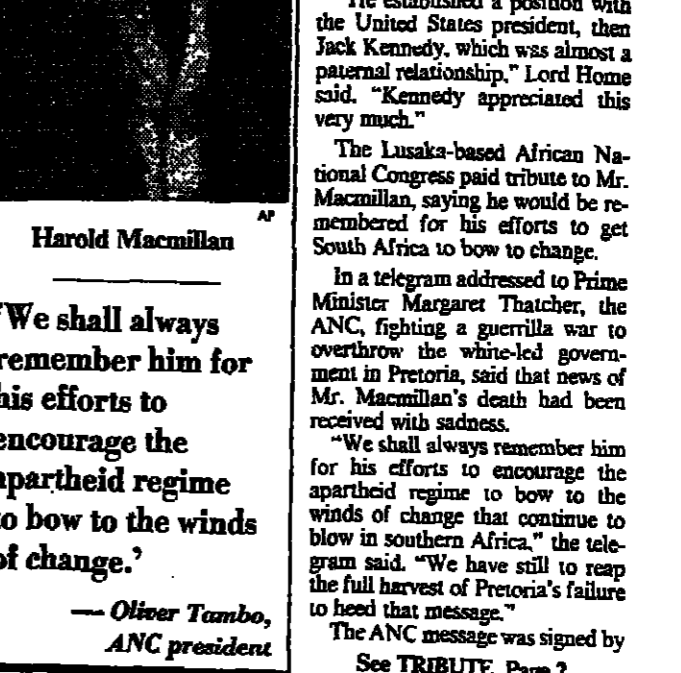 AP
Harold Macmillan
'We shall always
remember him for
his efforts to
encourage the
apartheid regime
to bow to the winds
of change.'
— Oliver Tambo,
ANC president
He established a position with
the United States president, then
Jack Kennedy, which was almost a
paternal relationship," Lord Home
said. "Kennedy appreciated this
very much."
The Lusaka-based African Na-
tional Congress paid tribute to Mr.
Macmillan, saying he would be re-
membered for his efforts to get
South Africa to bow to change.
In a telegram addressed to Prime
Minister Margaret Thatcher, the
ANC, fighting a guerrilla war to
overthrow the white-led govern-
ment in Pretoria, said that news of
Mr. Macmillan's death had been
received with sadness.
"We shall always remember him
for his efforts to encourage the
apartheid regime to bow to the
winds of change that continue to
blow in southern Africa," the tele-
gram said. "We have still to reap
the full harvest of Pretoria's failure
to heed that message."
The ANC message was signed by
See TRIBUTE, Page 2